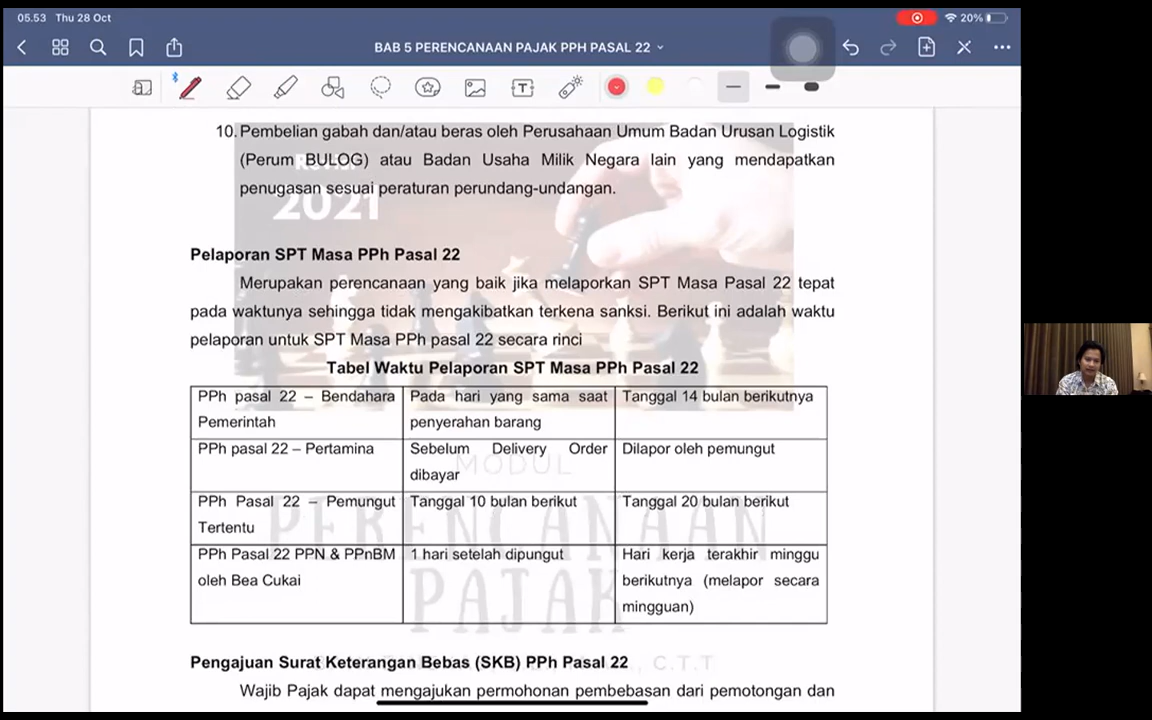 05.53 Thu 28 Oct
20%
BAB 5 PERENCANAAN PAJAK PPH PASAL 22
10. Pembelian gabah dan/atau beras oleh Perusahaan Umum Badan Urusan Logistik
(Perum BULOG) atau Badan Usaha Milik Negara lain yang mendapatkan
penugasan sesuai peraturan perundang-undangan.
2021
Pelaporan SPT Masa PPh Pasal 22
Merupakan perencanaan yang baik jika melaporkan SPT Masa Pasal 22 tepat
pada waktunya sehingga tidak mengakibatkan terkena sanksi. Berikut ini adalah waktu
pelaporan untuk SPT Masa PPh pasal 22 secara rinci
Tabel Waktu Pelaporan SPT Masa PPh Pasal 22
PPh pasal 22 – Bendahara Pada hari yang sama saat Tanggal 14 bulan berikutnya
Pemerintah penyerahan barang
PPh pasal 22 – Pertamina Sebelum Delivery Order Dilapor oleh pemungut
dibayar
MODUL
PPh Pasal 22 – Pemungut Tanggal 10 bulan berikut Tanggal 20 bulan berikut
Tertentu
PERENCANAAN
PPh Pasal 22 PPN & PPnBM 1 hari setelah dipungut Hari kerja terakhir minggu
oleh Bea Cukai berikutnya (melapor secara
mingguan)
PAJAK
Pengajuan Surat Keterangan Bebas (SKB) PPh Pasal 22
, C.T.T
Wajib Pajak dapat mengajukan permohonan pembebasan dari pemotongan dan